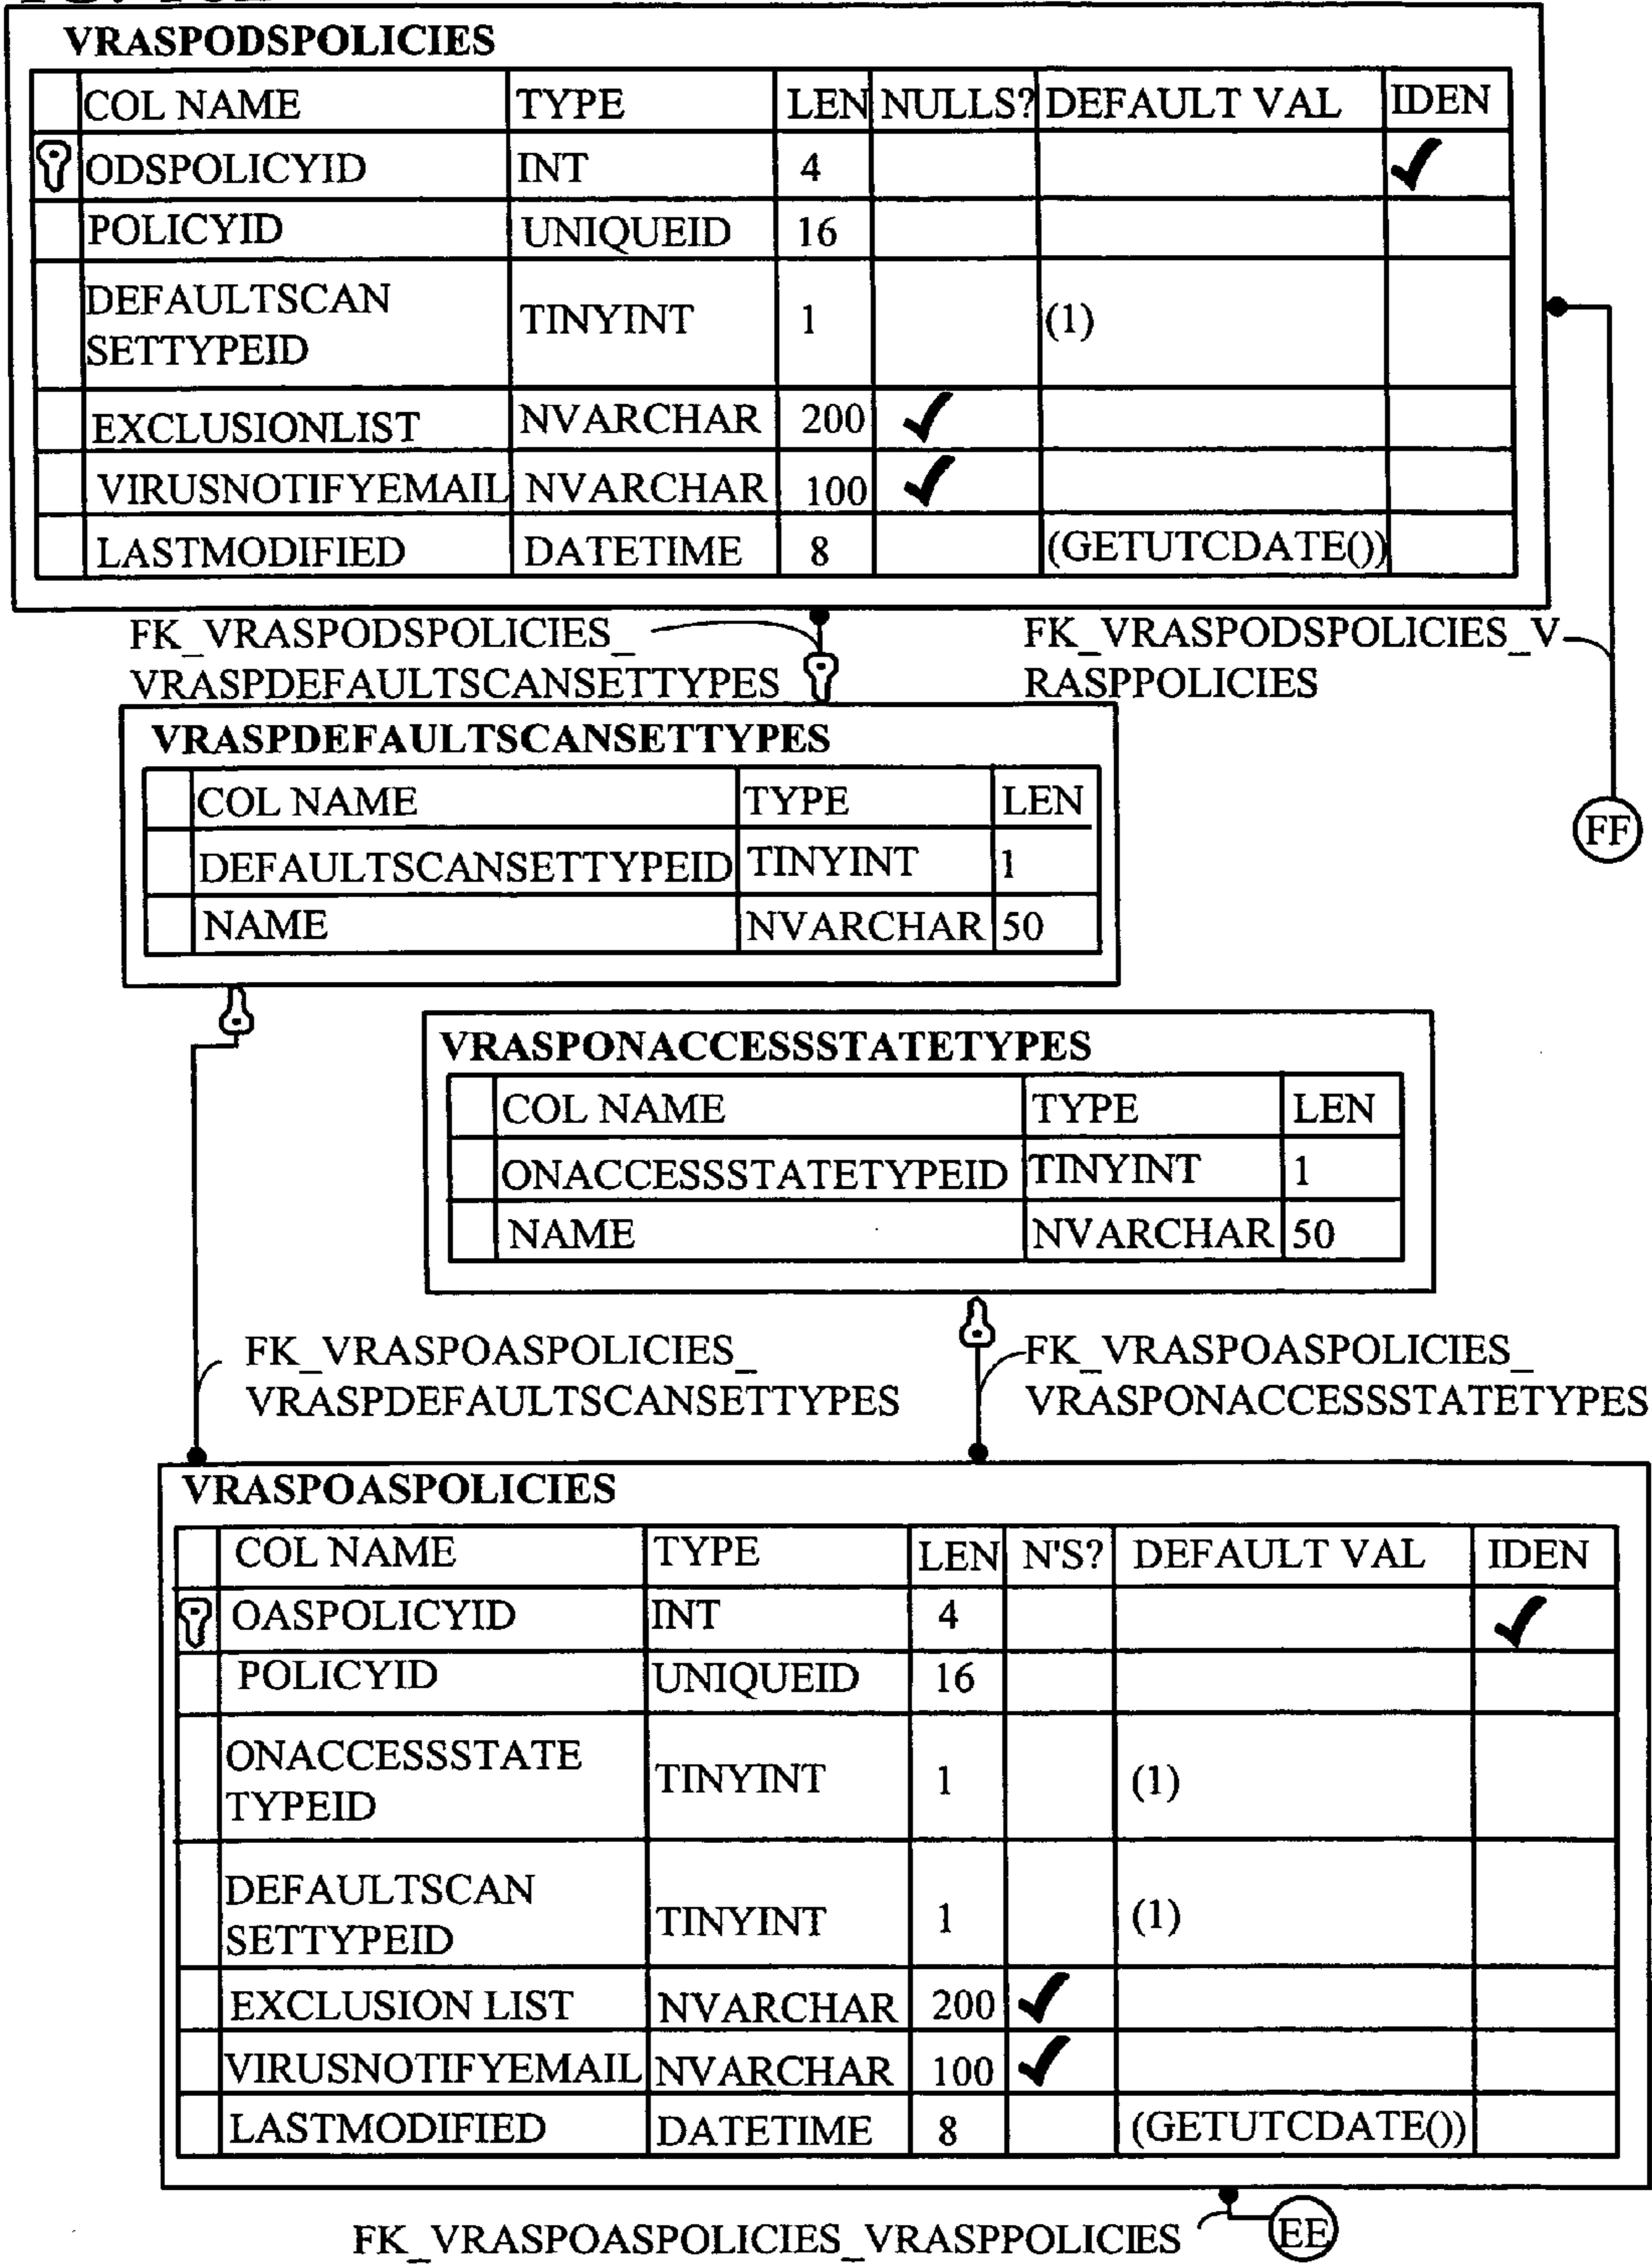 VRASPODSPOLICIES
COL NAME TYPE LEN NULLS? DEFAULT VAL IDEN
ODSPOLICYID INT 4
POLICYID UNIQUEID 16
DEFAULTSCAN
SETTYPEID TINYINT 1 (1)
EXCLUSIONLIST NVARCHAR 200
VIRUSNOTIFYEMAIL NVARCHAR 100
LASTMODIFIED DATETIME 8 (GETUTCDATE())
FK_VRASPODSPOLICIES_
VRASPDEFAULTSCANSETTYPES
FK_VRASPODSPOLICIES_V
RASPPOLICIES
FF
VRASPDEFAULTSCANSETTYPES
COL NAME TYPE LEN
DEFAULTSCANSETTYPEID TINYINT 1
NAME NVARCHAR 50
VRASPONACCESSSTATETYPES
COL NAME TYPE LEN
ONACCESSSTATETYPEID TINYINT 1
NAME NVARCHAR 50
FK_VRASPOASPOLICIES_
VRASPDEFAULTSCANSETTYPES
FK_VRASPOASPOLICIES_
VRASPONACCESSSTATETYPES
VRASPOASPOLICIES
COL NAME TYPE LEN N'S? DEFAULT VAL IDEN
OASPOLICYID INT 4
POLICYID UNIQUEID 16
ONACCESSSTATE
TYPEID TINYINT 1 (1)
DEFAULTSCAN
SETTYPEID TINYINT 1 (1)
EXCLUSION LIST NVARCHAR 200
VIRUSNOTIFYEMAIL NVARCHAR 100
LASTMODIFIED DATETIME 8 (GETUTCDATE())
FK_VRASPOASPOLICIES_VRASPPOLICIES
EE